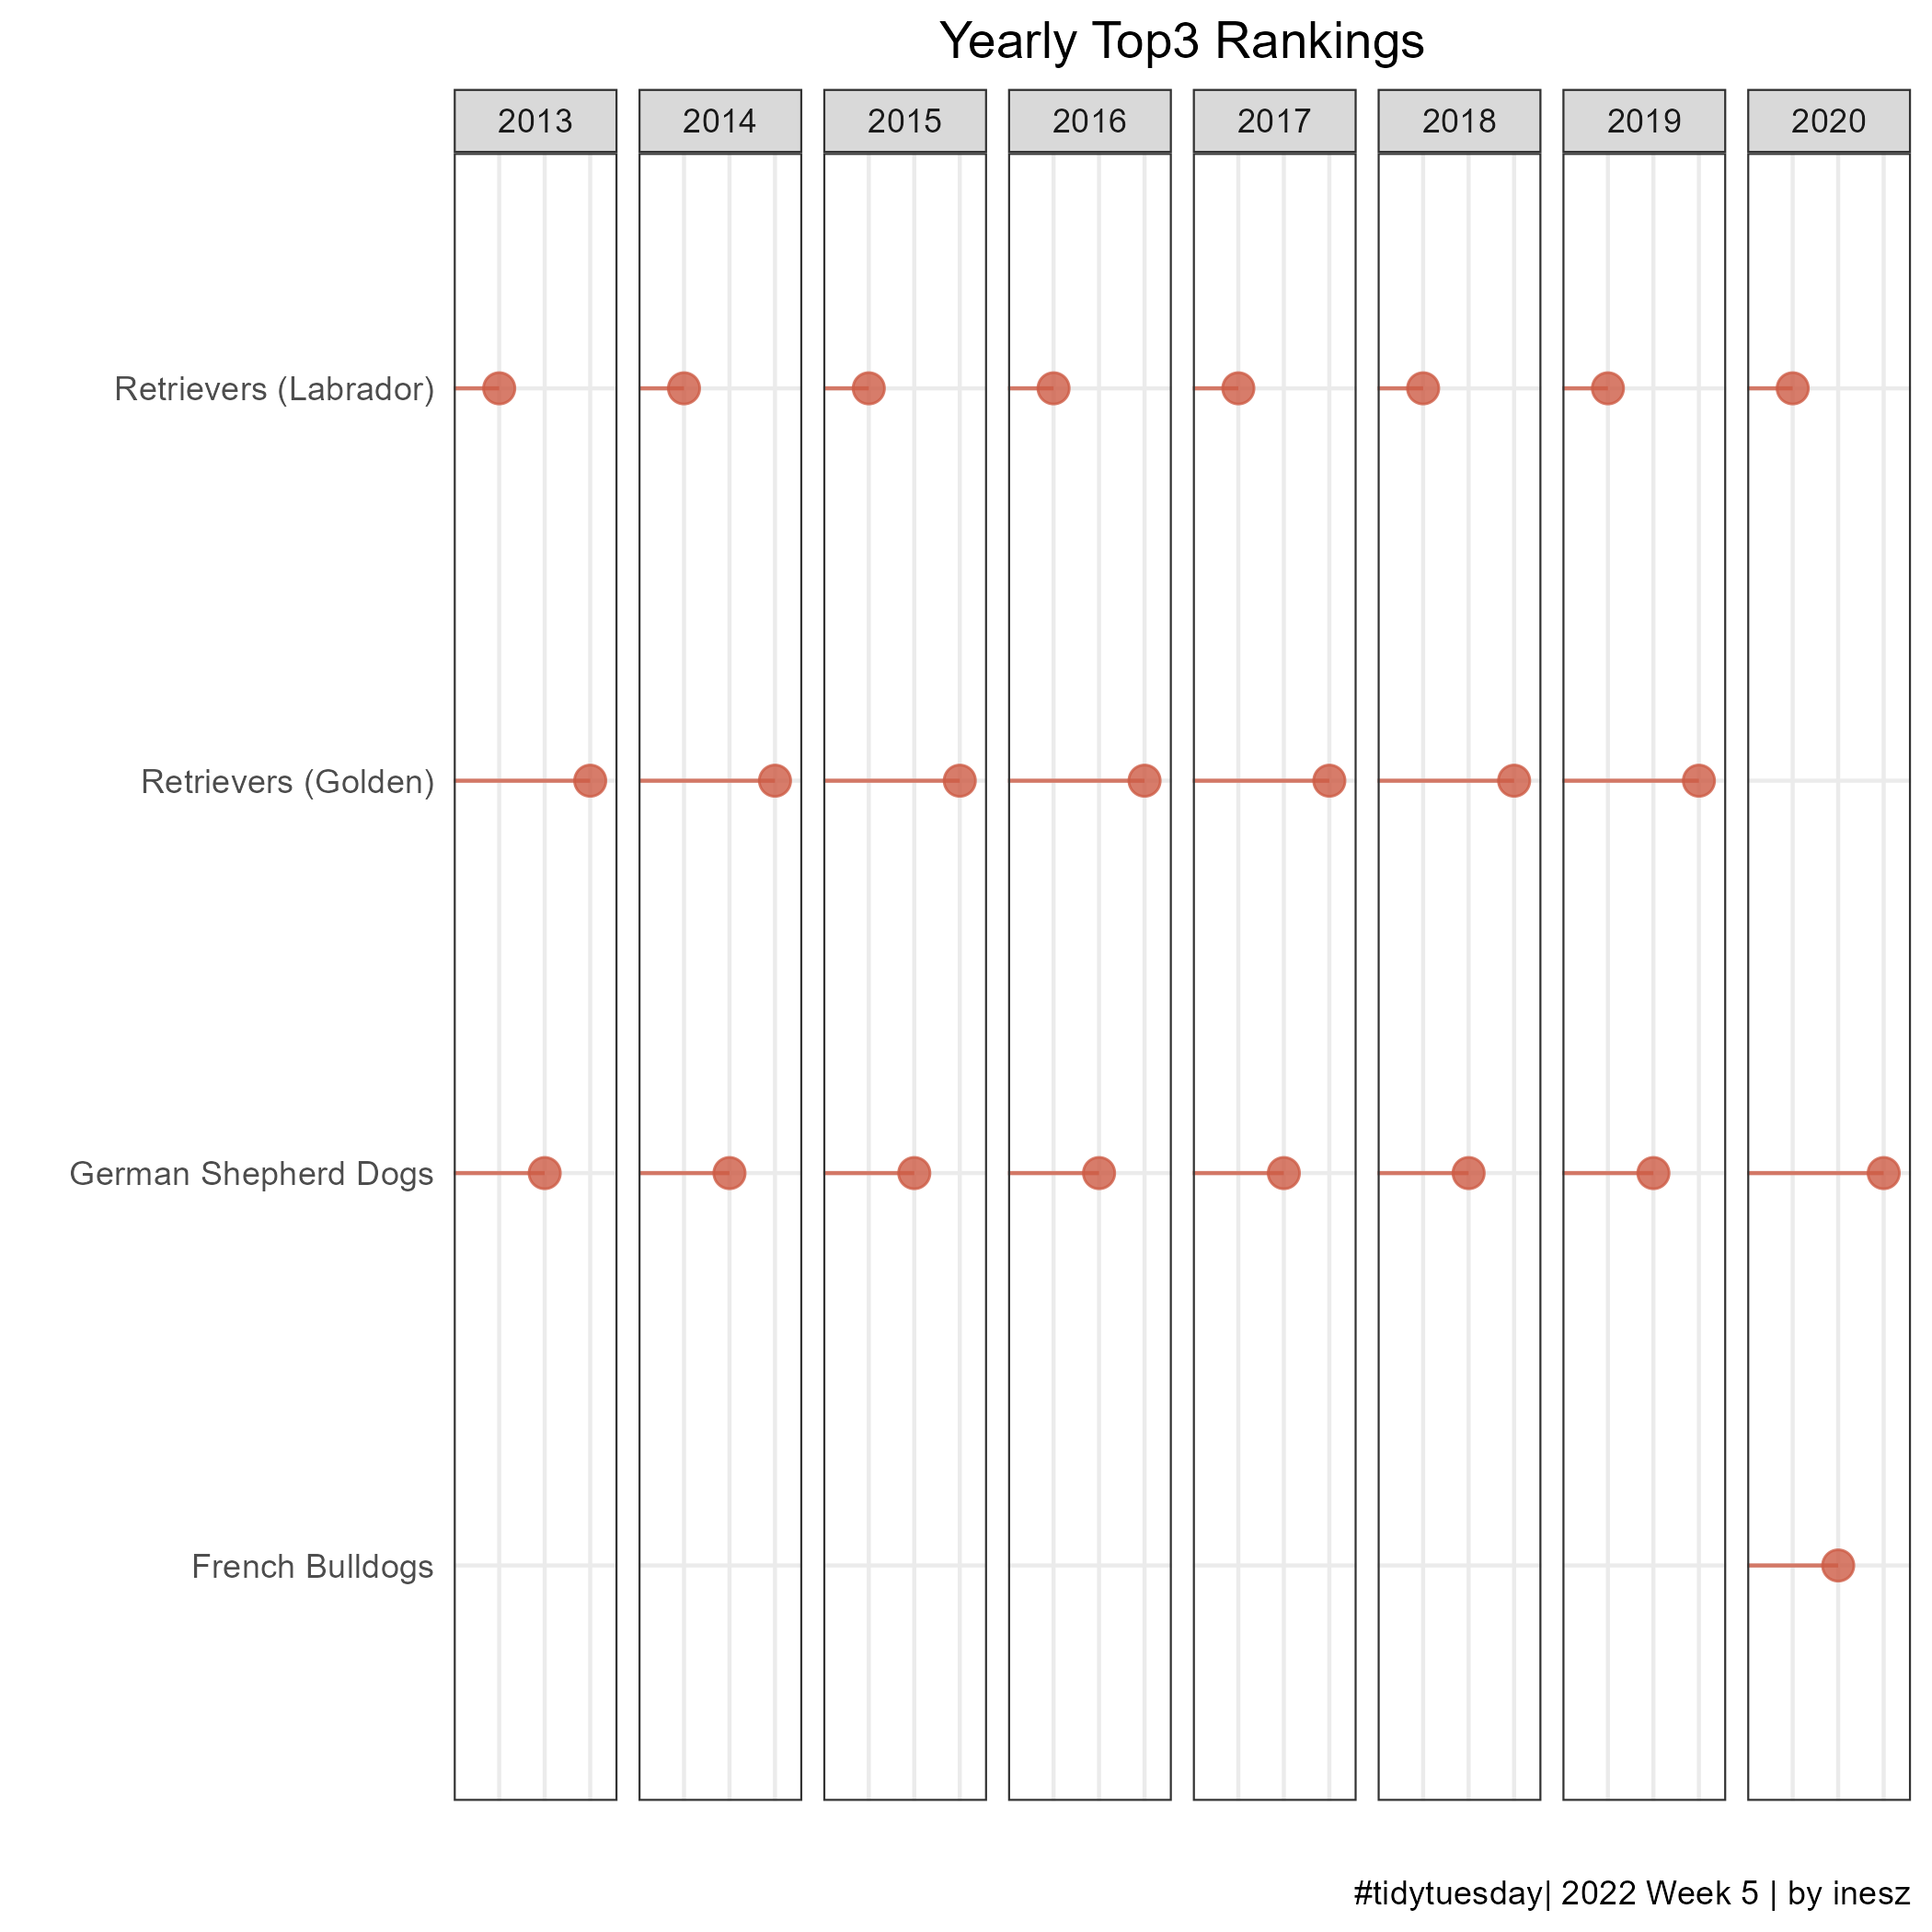 Yearly Top3 Rankings
2013 2014 2015 2016 2017 2018 2019 2020
Retrievers (Labrador)
Retrievers (Golden)
German Shepherd Dogs
French Bulldogs
#tidytuesday| 2022 Week 5 | by inesz